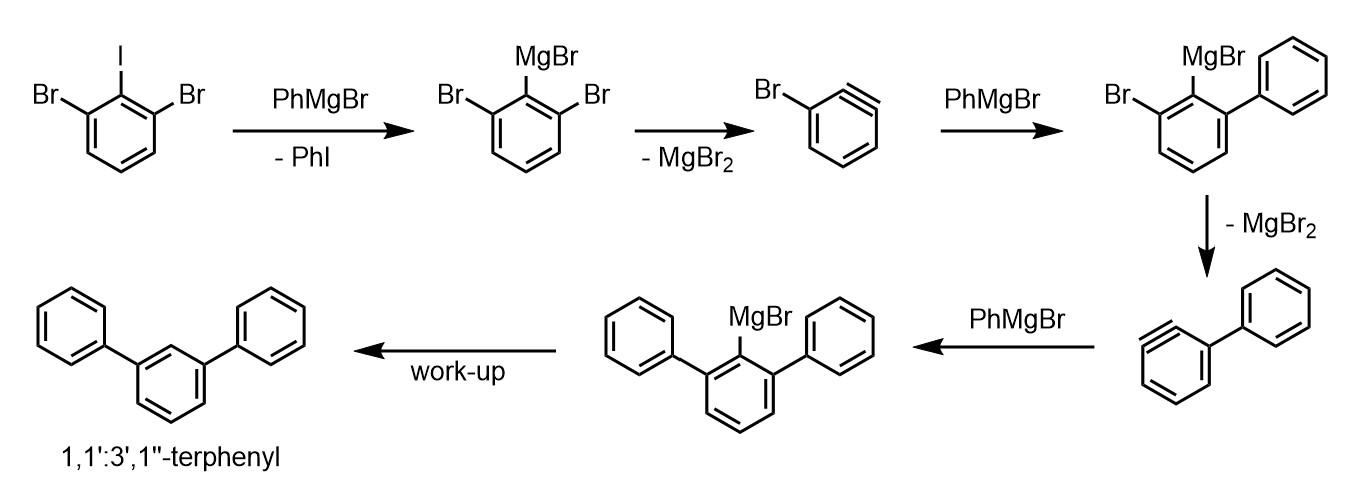 I
Br
Br
PhMgBr
- PhI
MgBr
Br
Br
- MgBr₂
Br
PhMgBr
MgBr
Br
- MgBr₂
PhMgBr
MgBr
work-up
1,1':3',1"-terphenyl